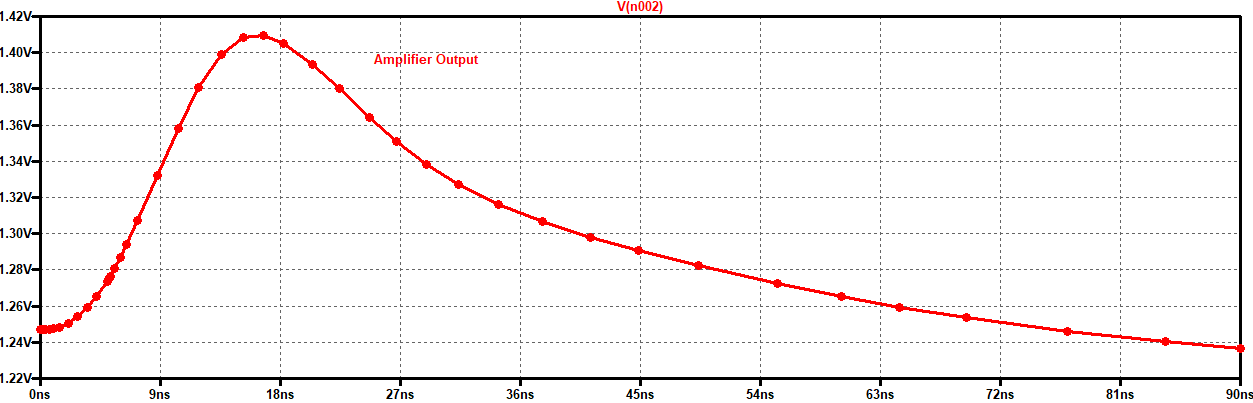 V(n002)
1.42V
1.40V
Amplifier Output
1.38V
1.36V
1.34V
1.32V
1.30V
1.28V
1.26V
1.24V
1.22V
0ns 9ns 18ns 27ns 36ns 45ns 54ns 63ns 72ns 81ns 90ns